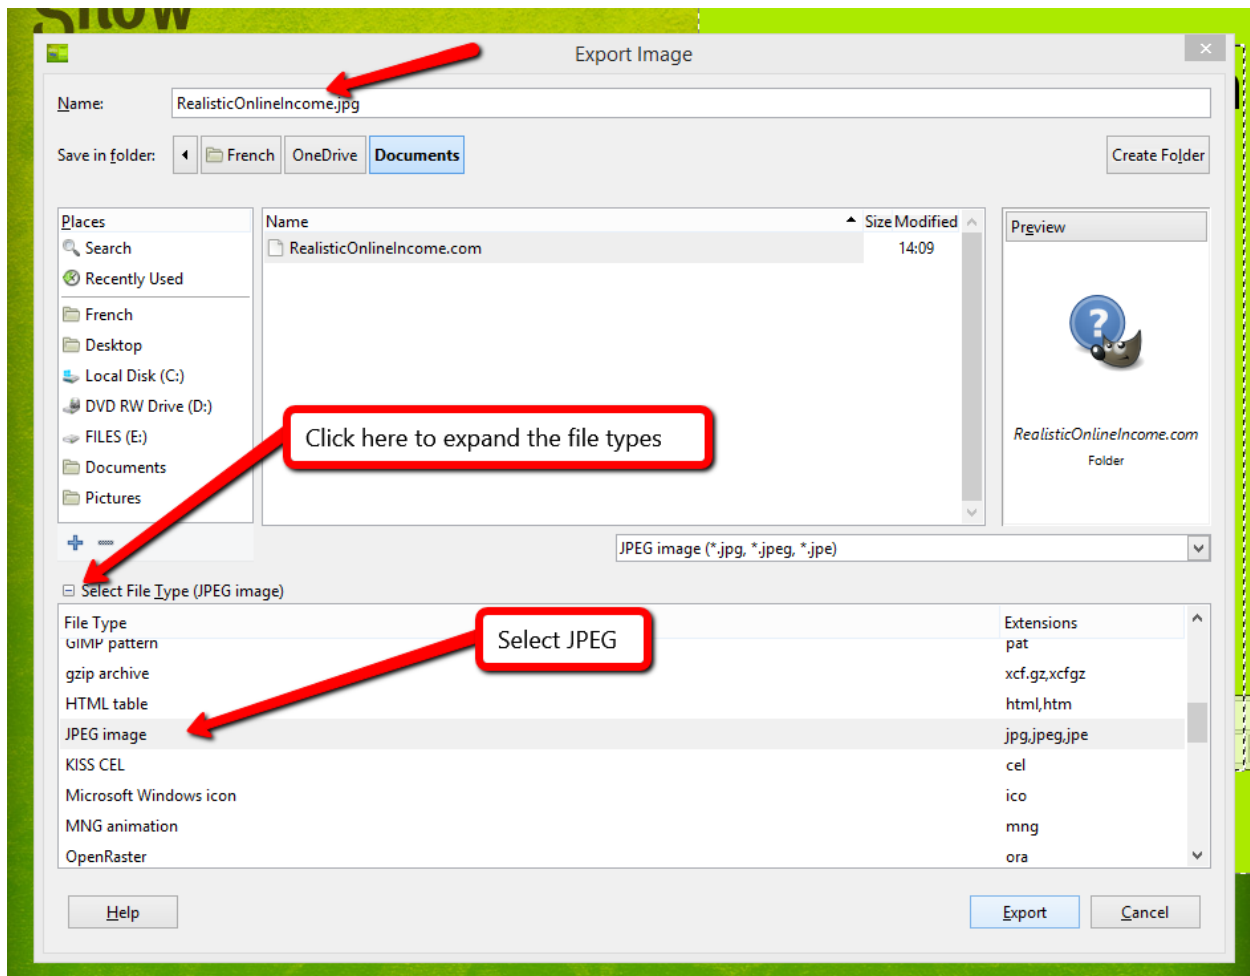 Show
Export Image
Name: RealisticOnlineIncome.jpg
Save in folder: French OneDrive Documents Create Folder
Places Name Size Modified Preview
Search RealisticOnlineIncome.com 14:09
Recently Used
French
Desktop
Local Disk (C:)
DVD RW Drive (D:)
FILES (E:) Click here to expand the file types RealisticOnlineIncome.com
Folder
Documents
Pictures
JPEG image (*.jpg, *.jpeg, *.jpe)
Select File Type (JPEG image)
File Type Extensions
GIMP pattern pat
Select JPEG
gzip archive xcf.gz,xcfgz
HTML table html,htm
JPEG image jpg,jpeg,jpe
KISS CEL cel
Microsoft Windows icon ico
MNG animation mng
OpenRaster ora
Help Export Cancel